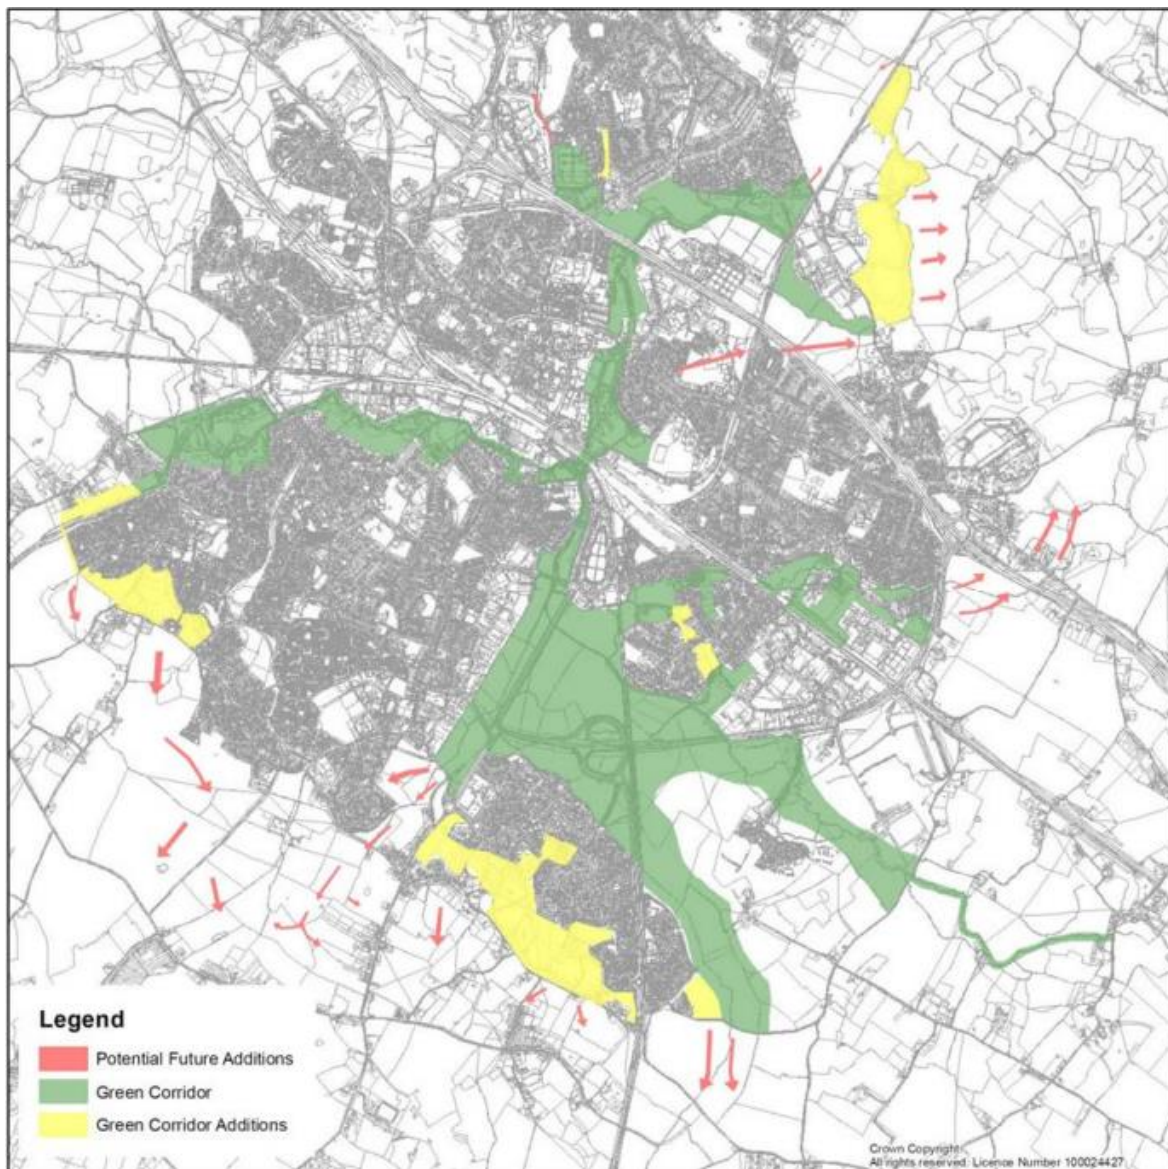 Legend
Potential Future Additions
Green Corridor
Green Corridor Additions
Crown Copyright
All rights reserved. Licence Number 100024427